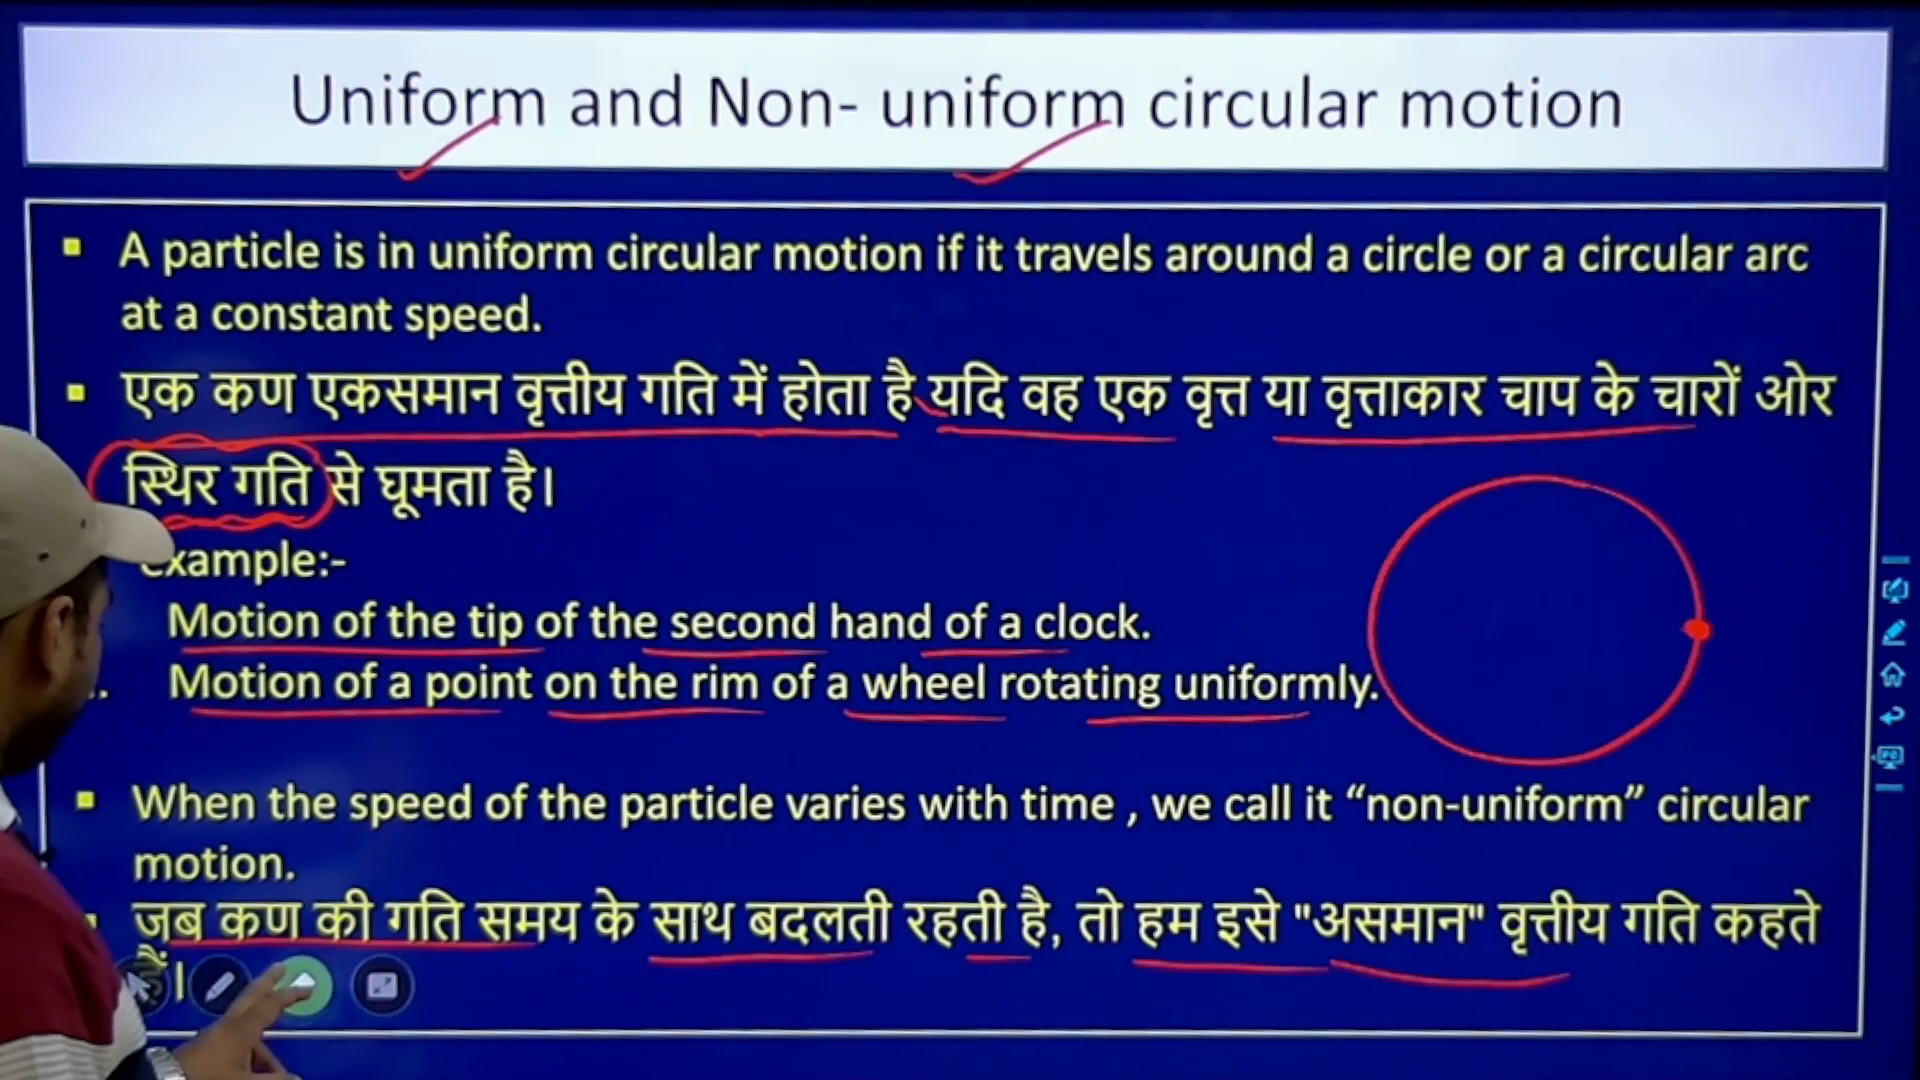 Uniform and Non- uniform circular motion
A particle is in uniform circular motion if it travels around a circle or a circular arc
at a constant speed.
एक कण एकसमान वृत्तीय गति में होता है यदि वह एक वृत्त या वृत्ताकार चाप के चारों ओर
स्थिर गति से घूमता है।
example:-
Motion of the tip of the second hand of a clock.
Motion of a point on the rim of a wheel rotating uniformly.
When the speed of the particle varies with time , we call it “non-uniform” circular
motion.
जब कण की गति समय के साथ बदलती रहती है, तो हम इसे "असमान" वृत्तीय गति कहते
हैं।